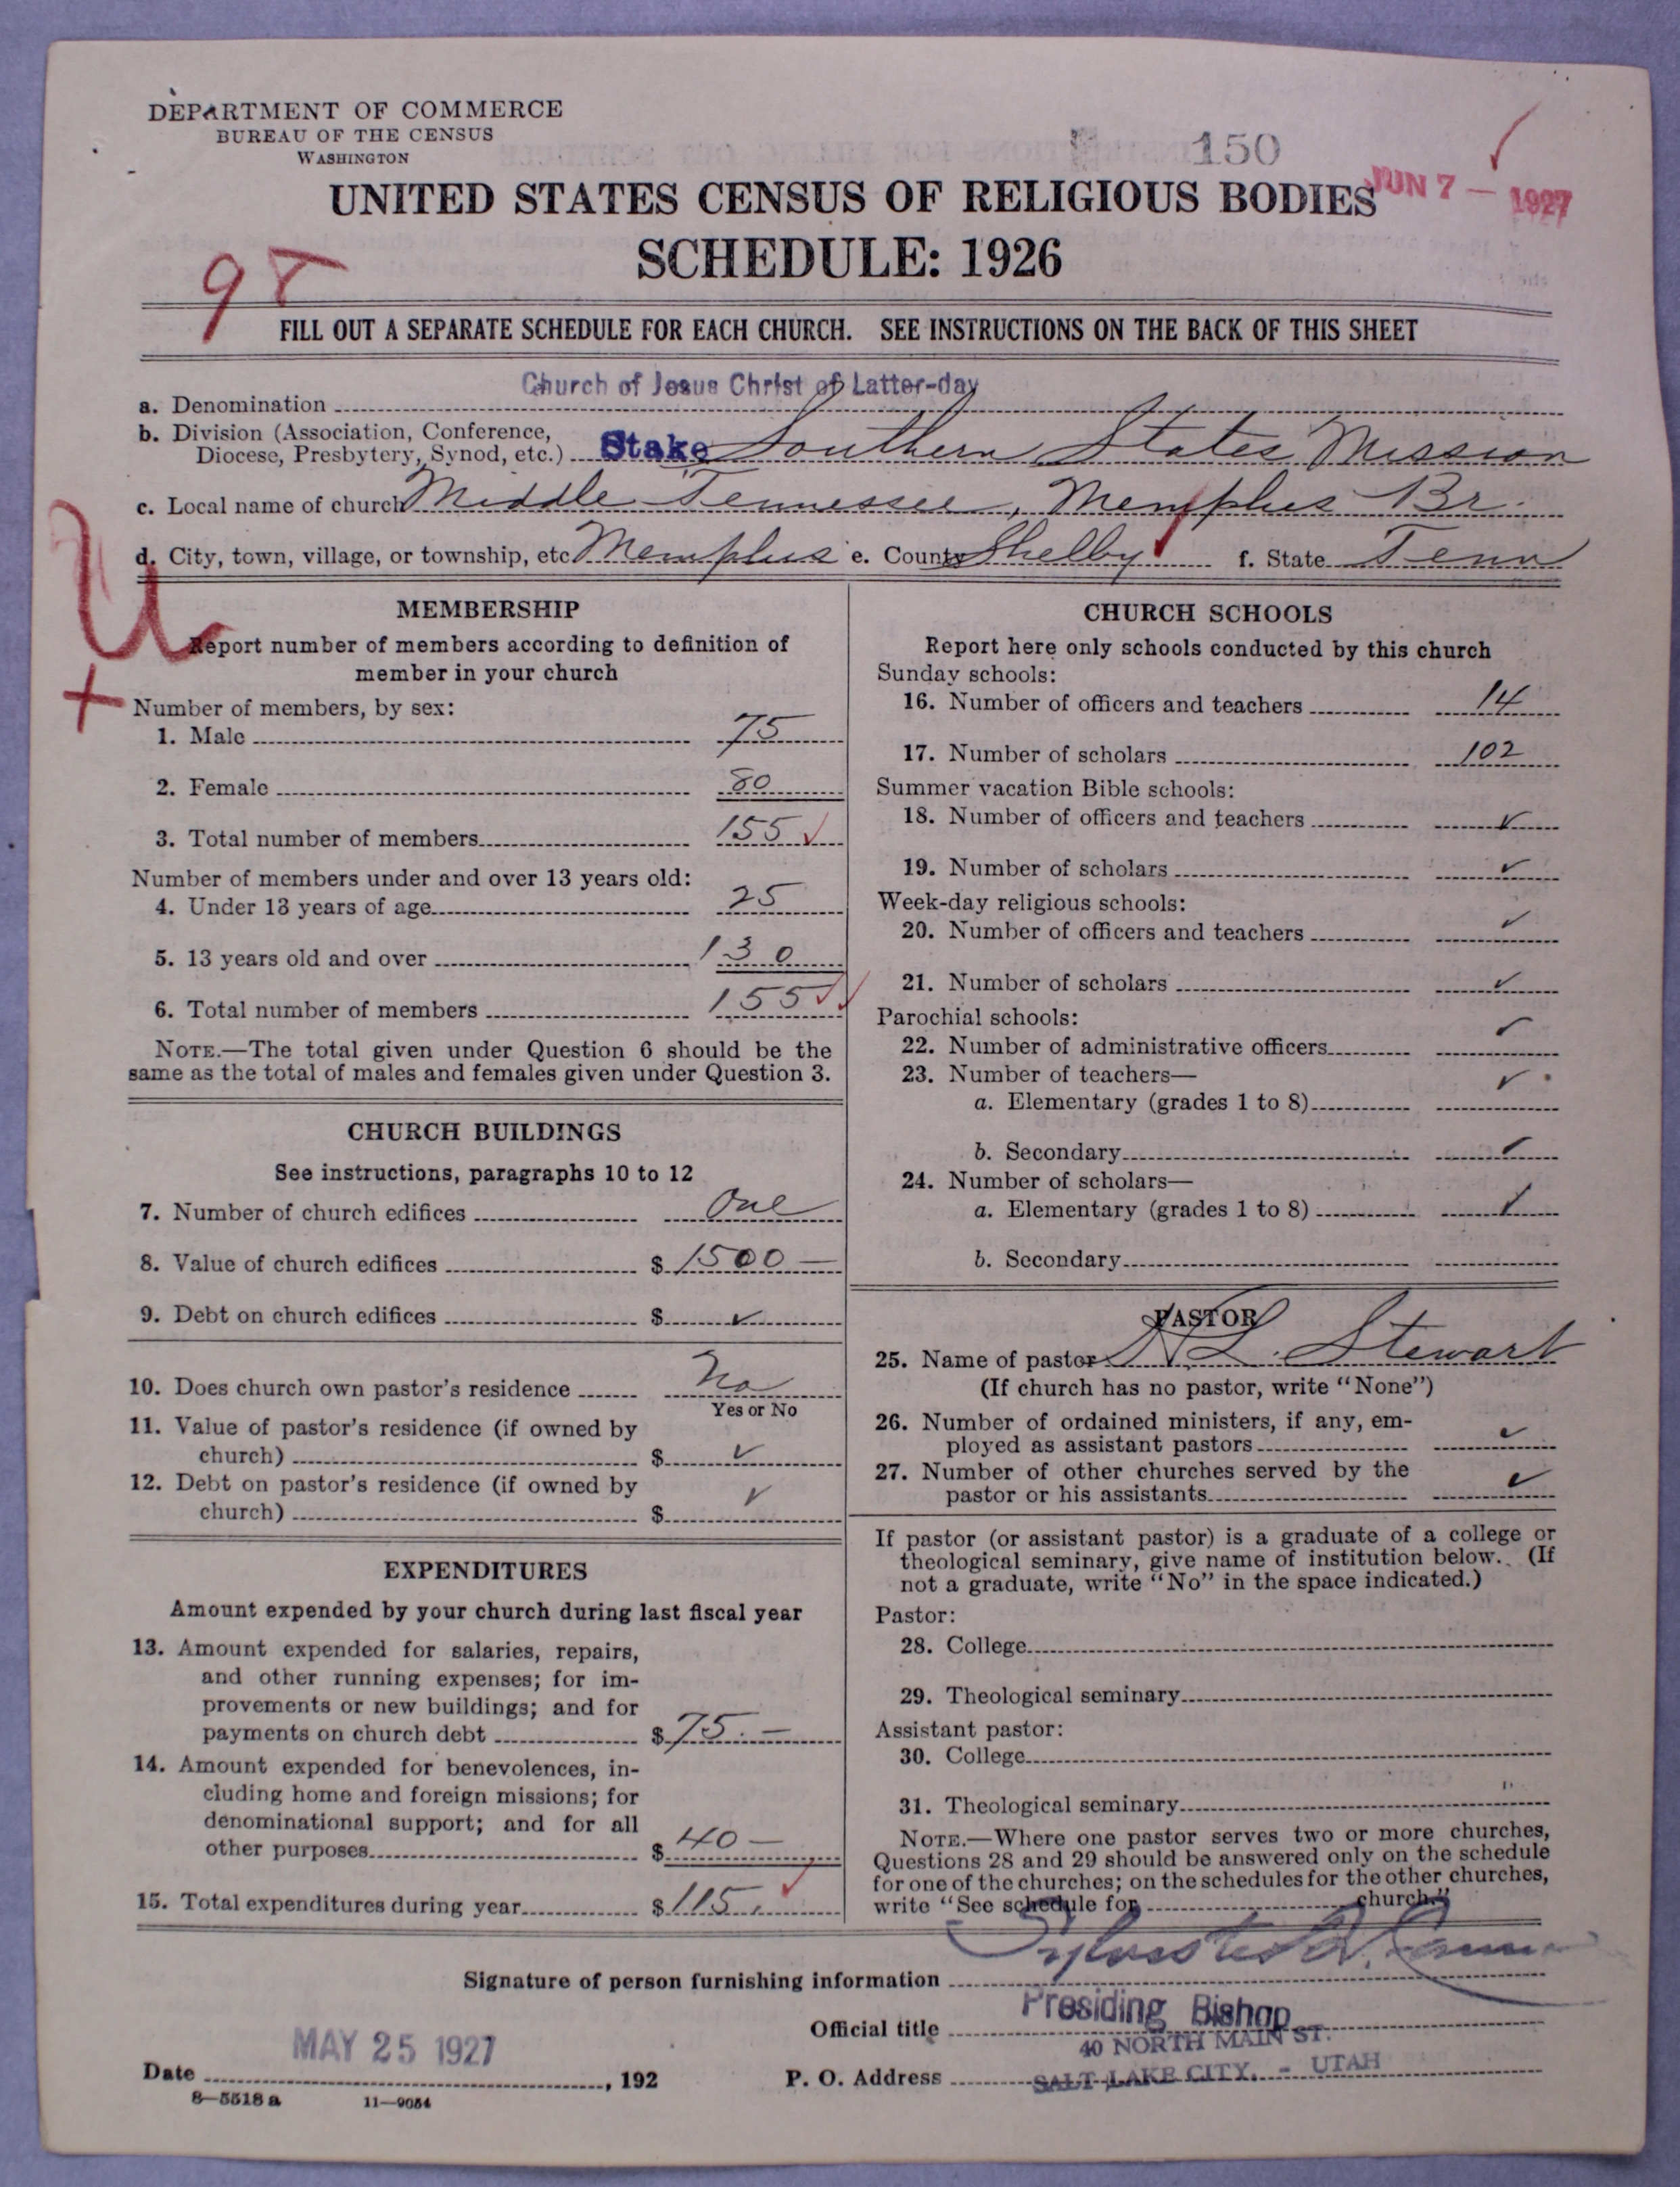 DEPARTMENT OF COMMERCE
BUREAU OF THE CENSUS
WASHINGTON
150
JUN 7 — 1927
UNITED STATES CENSUS OF RELIGIOUS BODIES
SCHEDULE: 1926
FILL OUT A SEPARATE SCHEDULE FOR EACH CHURCH. SEE INSTRUCTIONS ON THE BACK OF THIS SHEET
a. Denomination Church of Jesus Christ of Latter-day
b. Division (Association, Conference,
Diocese, Presbytery, Synod, etc.) Stake Southern States Mission
c. Local name of church Middle Tennessee, Memphis Br.
d. City, town, village, or township, etc Memphis e. County Shelby f. State Tenn
MEMBERSHIP
Report number of members according to definition of
member in your church
Number of members, by sex:
1. Male 75
2. Female 80
3. Total number of members 155 ✓
Number of members under and over 13 years old:
4. Under 13 years of age 25
5. 13 years old and over 130
6. Total number of members 155 ✓✓
NOTE.—The total given under Question 6 should be the
same as the total of males and females given under Question 3.
CHURCH BUILDINGS
See instructions, paragraphs 10 to 12
7. Number of church edifices One
8. Value of church edifices $ 1500 —
9. Debt on church edifices $ ✓
10. Does church own pastor's residence No
Yes or No
11. Value of pastor's residence (if owned by
church) $ ✓
12. Debt on pastor's residence (if owned by
church) $ ✓
EXPENDITURES
Amount expended by your church during last fiscal year
13. Amount expended for salaries, repairs,
and other running expenses; for im-
provements or new buildings; and for
payments on church debt $ 75. —
14. Amount expended for benevolences, in-
cluding home and foreign missions; for
denominational support; and for all
other purposes $ 40 —
15. Total expenditures during year $ 115. ✓
CHURCH SCHOOLS
Report here only schools conducted by this church
Sunday schools:
16. Number of officers and teachers 14
17. Number of scholars 102
Summer vacation Bible schools:
18. Number of officers and teachers ✓
19. Number of scholars ✓
Week-day religious schools:
20. Number of officers and teachers ✓
21. Number of scholars ✓
Parochial schools:
22. Number of administrative officers ✓
23. Number of teachers—
a. Elementary (grades 1 to 8) ✓
b. Secondary ✓
24. Number of scholars—
a. Elementary (grades 1 to 8) ✓
b. Secondary
PASTOR
25. Name of pastor L. Stewart
(If church has no pastor, write "None")
26. Number of ordained ministers, if any, em-
ployed as assistant pastors ✓
27. Number of other churches served by the
pastor or his assistants ✓
If pastor (or assistant pastor) is a graduate of a college or
theological seminary, give name of institution below. (If
not a graduate, write "No" in the space indicated.)
Pastor:
28. College
29. Theological seminary
Assistant pastor:
30. College
31. Theological seminary
NOTE.—Where one pastor serves two or more churches,
Questions 28 and 29 should be answered only on the schedule
for one of the churches; on the schedules for the other churches,
write "See schedule for church."
Signature of person furnishing information Sylvester Q. Cannon
Official title Presiding Bishop
40 NORTH MAIN ST.
Date MAY 25 1927, 192
P. O. Address SALT LAKE CITY, - UTAH
8—5518 a 11—9054